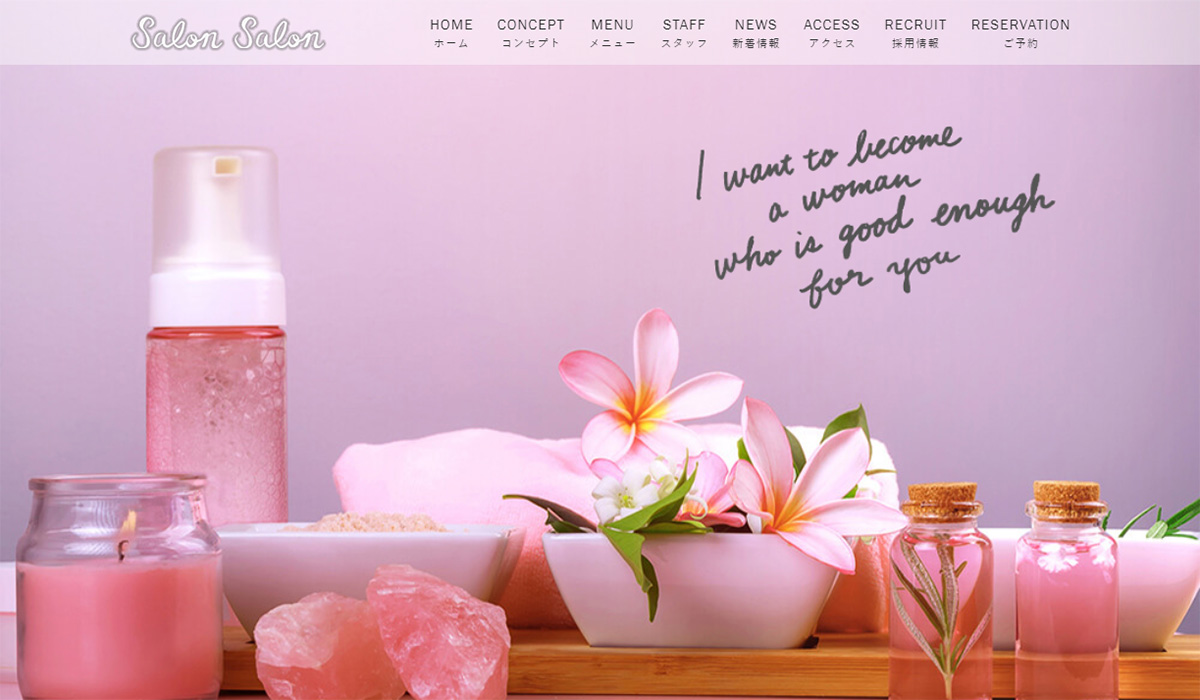 Salon Salon
HOME CONCEPT MENU STAFF NEWS ACCESS RECRUIT RESERVATION
ホーム コンセプト メニュー スタッフ 新着情報 アクセス 採用情報 ご予約
I want to become
a woman
who is good enough
for you